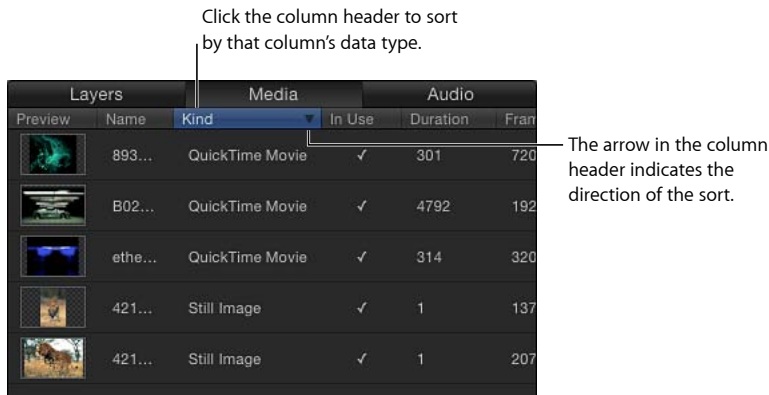 Click the column header to sort
by that column's data type.
Layers Media Audio
Preview Name Kind In Use Duration Fran
893... QuickTime Movie ✓ 301 720
B02... QuickTime Movie ✓ 4792 192
ethe... QuickTime Movie ✓ 314 320
421... Still Image ✓ 1 137
421... Still Image ✓ 1 207
The arrow in the column
header indicates the
direction of the sort.